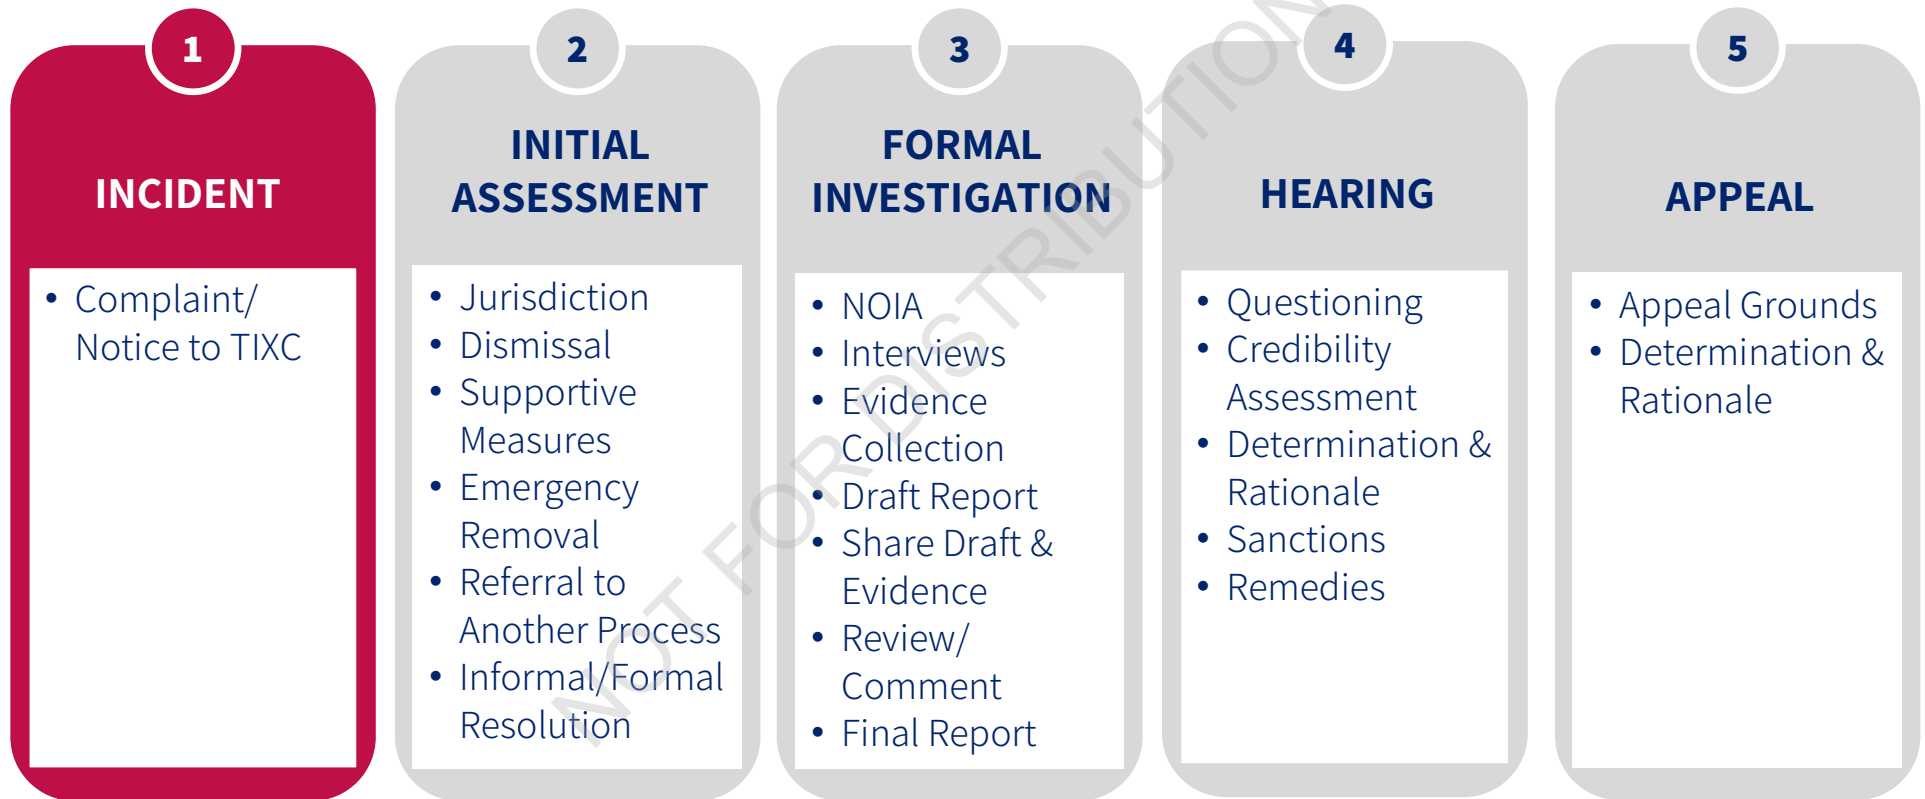 1
INCIDENT
• Complaint/
Notice to TIXC
2
INITIAL
ASSESSMENT
• Jurisdiction
• Dismissal
• Supportive
Measures
• Emergency
Removal
• Referral to
Another Process
• Informal/Formal
Resolution
3
FORMAL
INVESTIGATION
• NOIA
• Interviews
• Evidence
Collection
• Draft Report
• Share Draft &
Evidence
• Review/
Comment
• Final Report
4
HEARING
• Questioning
• Credibility
Assessment
• Determination &
Rationale
• Sanctions
• Remedies
5
APPEAL
• Appeal Grounds
• Determination &
Rationale
NOT FOR DISTRIBUTION